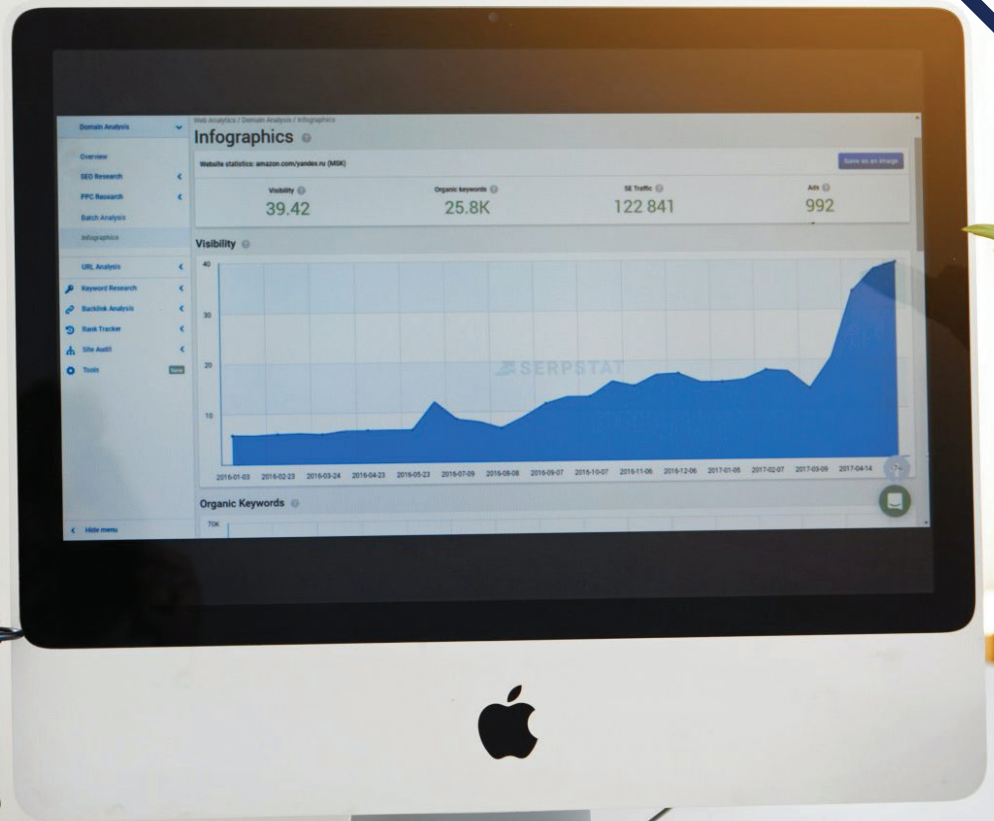 Web Analytics / Domain Analysis / Infographics
Domain Analysis
Overview
SEO Research
PPC Research
Batch Analysis
Infographics
URL Analysis
Keyword Research
Backlink Analysis
Rank Tracker
Site Audit
Tools
New
Hide menu
Infographics
Website statistics: amazon.com/yandex.ru (MSK)
Save as an image
Visibility
39.42
Organic keywords
25.8K
SE Traffic
122 841
Ads
992
Visibility
40
30
20
10
SERPSTAT
2016-01-03 2016-02-23 2016-03-24 2016-04-23 2016-05-23 2016-07-09 2016-08-08 2016-09-07 2016-10-07 2016-11-06 2016-12-06 2017-01-05 2017-02-07 2017-03-09 2017-04-14
Organic Keywords
70K